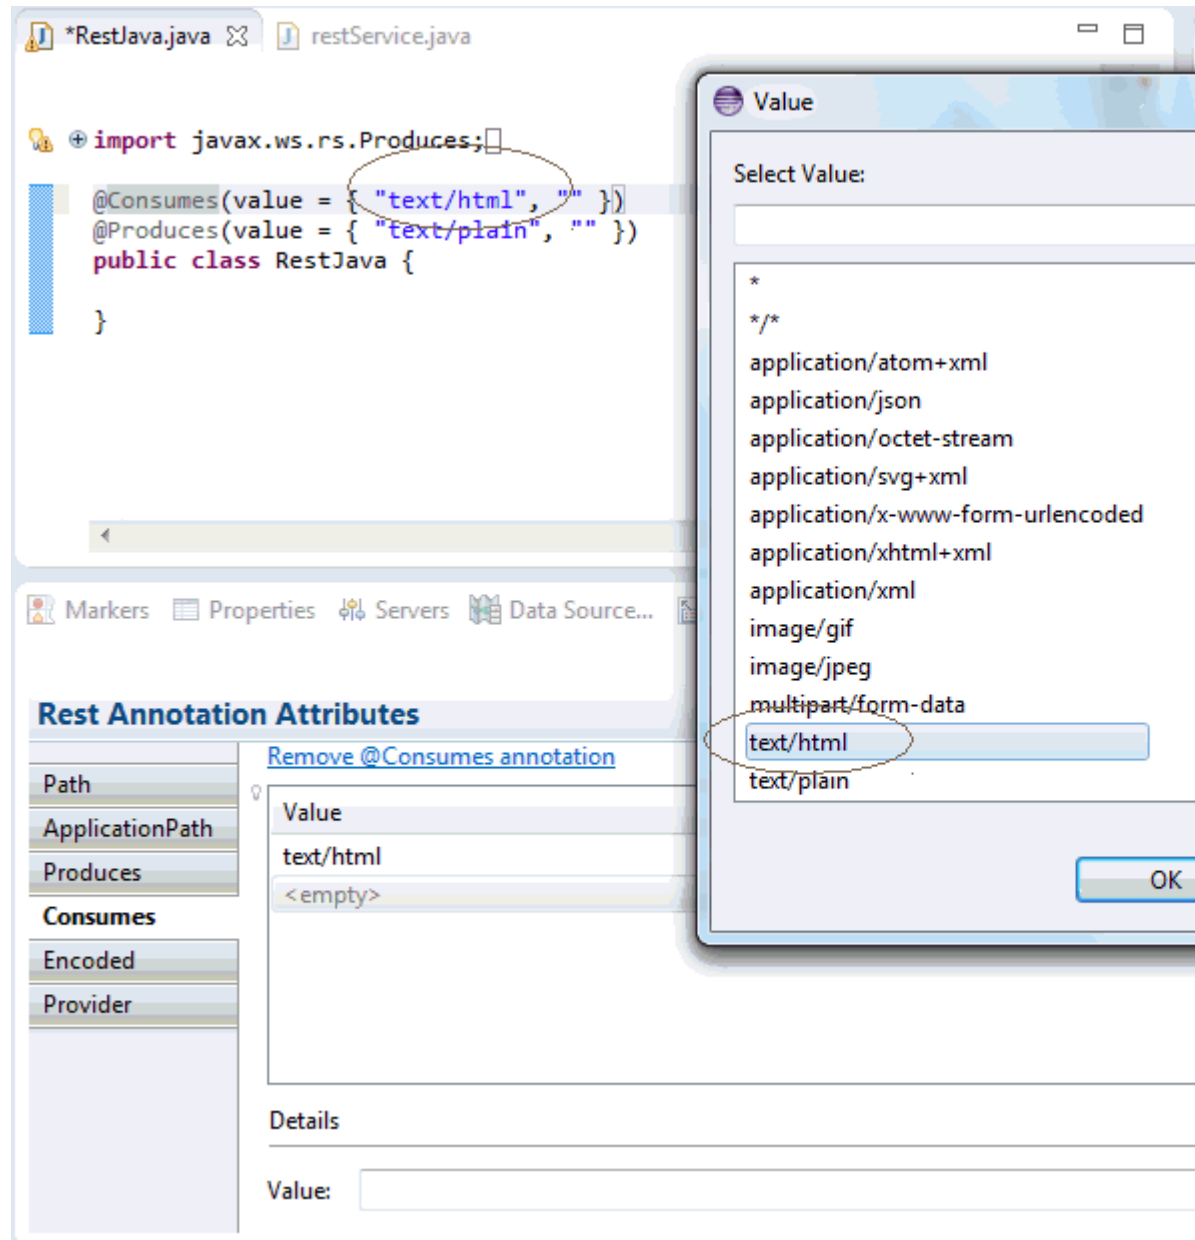 *RestJava.java
restService.java
import javax.ws.rs.Produces;
@Consumes(value = { "text/html", "" })
@Produces(value = { "text/plain", "" })
public class RestJava {
}
Value
Select Value:
*
*/*
application/atom+xml
application/json
application/octet-stream
application/svg+xml
application/x-www-form-urlencoded
application/xhtml+xml
application/xml
image/gif
image/jpeg
multipart/form-data
text/html
text/plain
OK
Markers
Properties
Servers
Data Source...
Rest Annotation Attributes
Path
ApplicationPath
Produces
Consumes
Encoded
Provider
Remove @Consumes annotation
Value
text/html
<empty>
Details
Value: